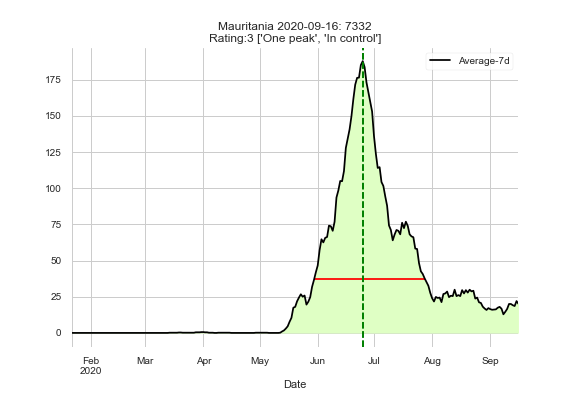 Mauritania 2020-09-16: 7332
Rating:3 ['One peak', 'In control']
Average-7d
175
150
125
100
75
50
25
0
Feb Mar Apr May Jun Jul Aug Sep
2020
Date